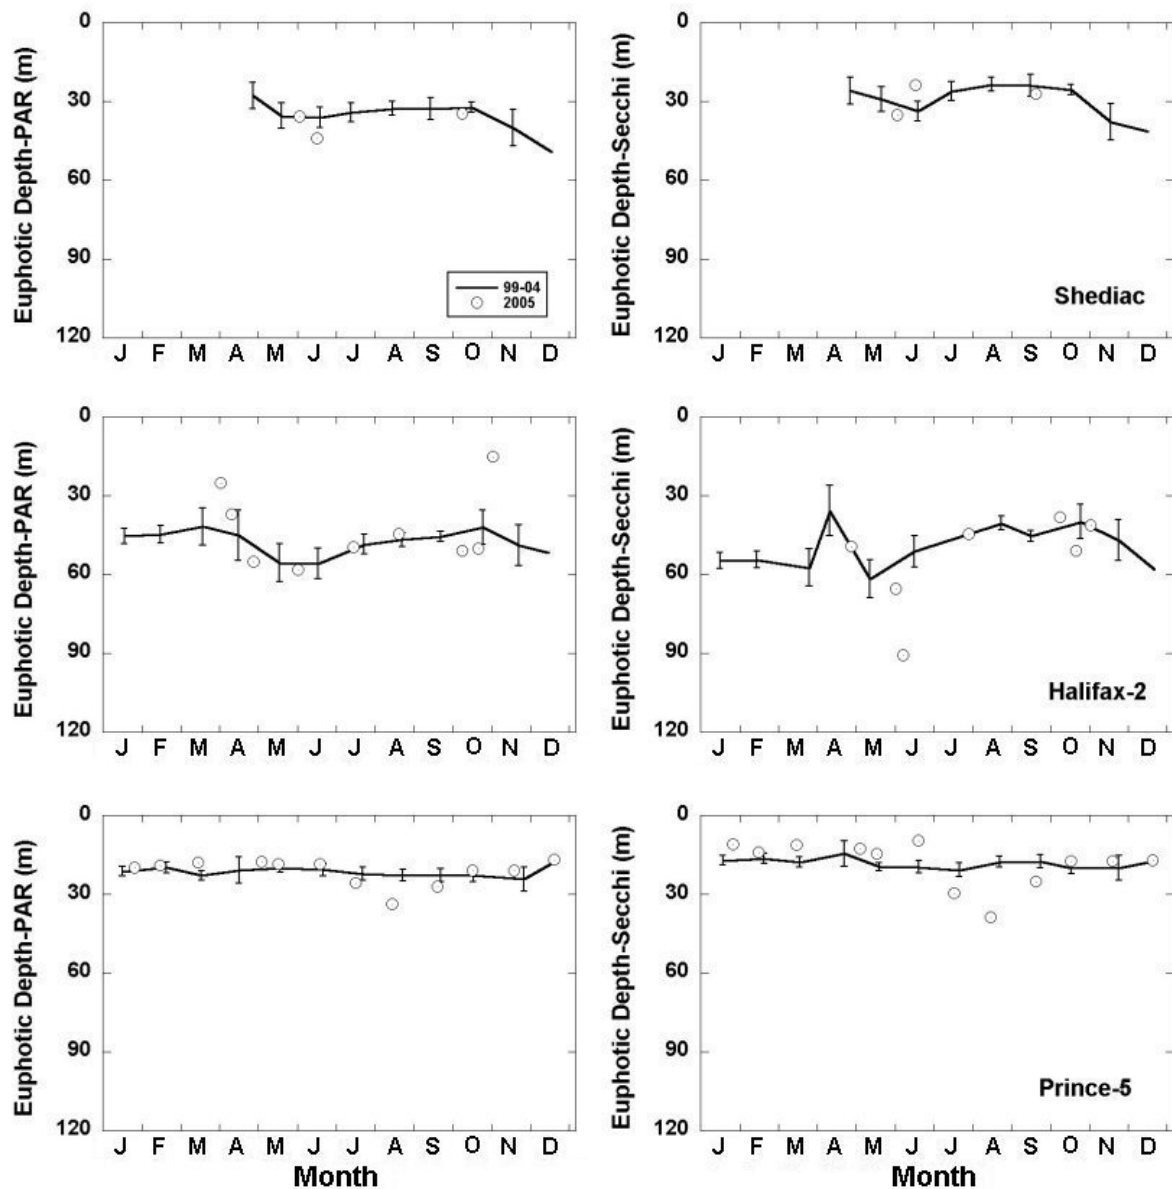 Euphotic Depth-PAR (m)
0
30
60
90
120
J F M A M J J A S O N D
99-04
2005
Euphotic Depth-Secchi (m)
0
30
60
90
120
J F M A M J J A S O N D
Shediac
Euphotic Depth-PAR (m)
0
30
60
90
120
J F M A M J J A S O N D
Euphotic Depth-Secchi (m)
0
30
60
90
120
J F M A M J J A S O N D
Halifax-2
Euphotic Depth-PAR (m)
0
30
60
90
120
J F M A M J J A S O N D
Month
Euphotic Depth-Secchi (m)
0
30
60
90
120
J F M A M J J A S O N D
Month
Prince-5